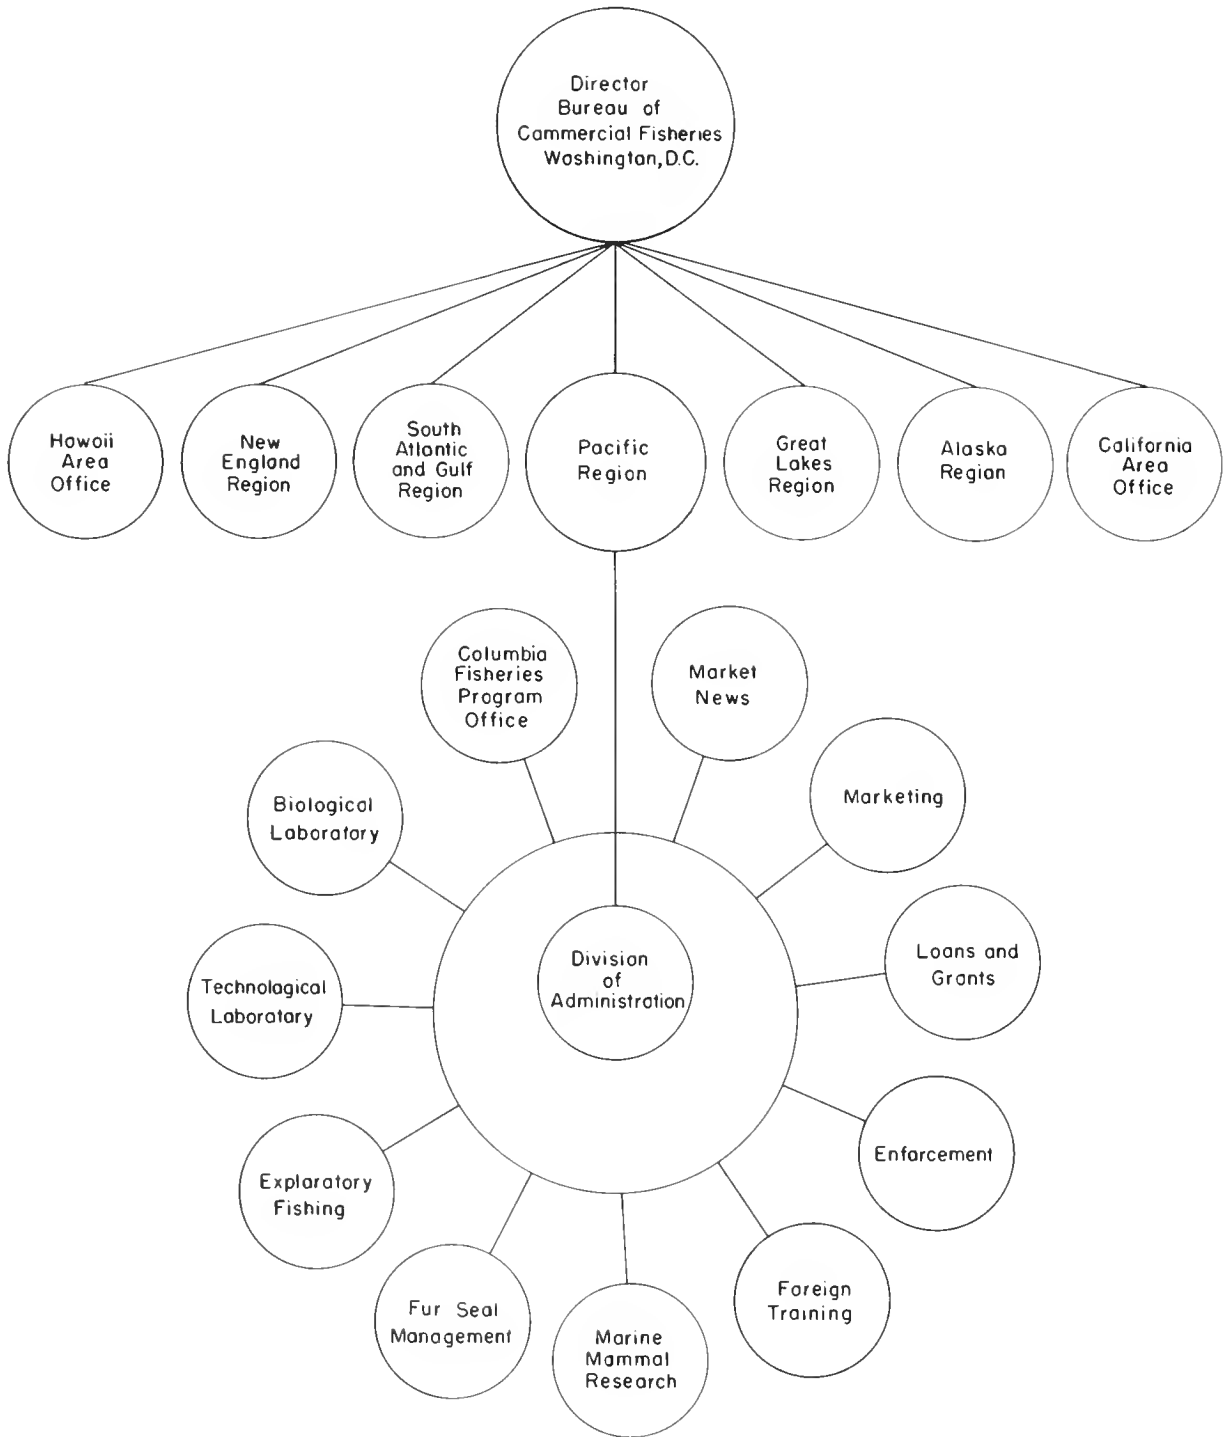 Director
Bureau of
Commercial Fisheries
Washington, D.C.
Hawaii
Area
Office
New
England
Region
South
Atlantic
and Gulf
Region
Pacific
Region
Great
Lakes
Region
Alaska
Region
California
Area
Office
Columbia
Fisheries
Program
Office
Market
News
Biological
Laboratory
Marketing
Technological
Laboratory
Division
of
Administration
Loans and
Grants
Exploratory
Fishing
Enforcement
Fur Seal
Management
Marine
Mammal
Research
Foreign
Training